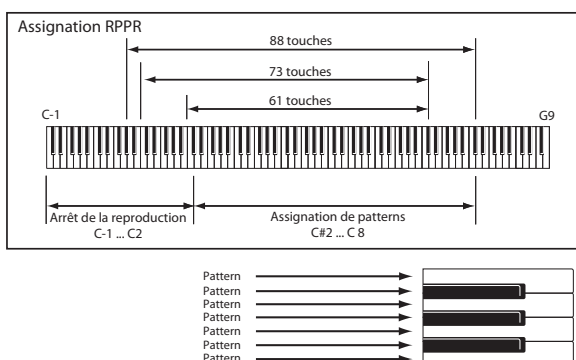 Assignation RPPR
88 touches
73 touches
61 touches
C-1 G9
Arrêt de la reproduction Assignation de patterns
C-1 ... C2 C#2 ... C 8
Pattern
Pattern
Pattern
Pattern
Pattern
Pattern
Pattern